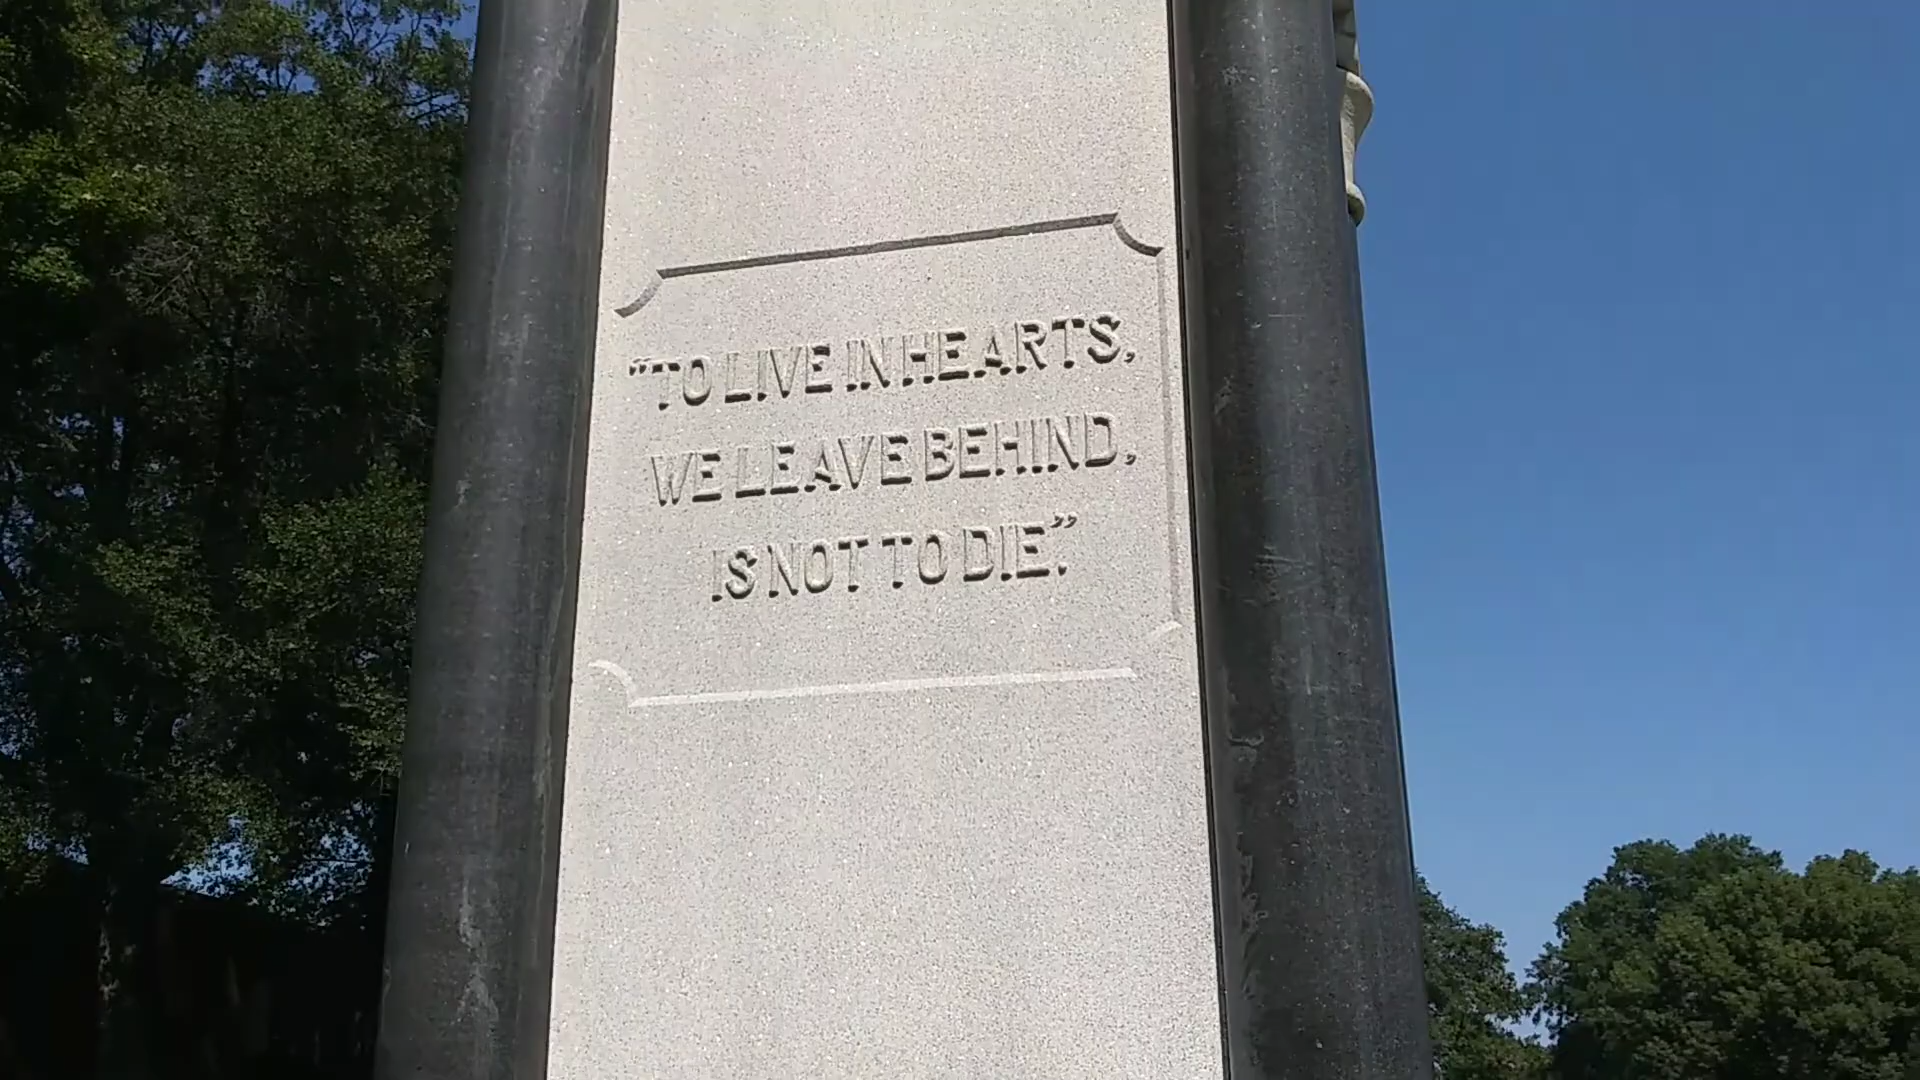 “TO LIVE IN HEARTS,
WE LEAVE BEHIND,
IS NOT TO DIE.”